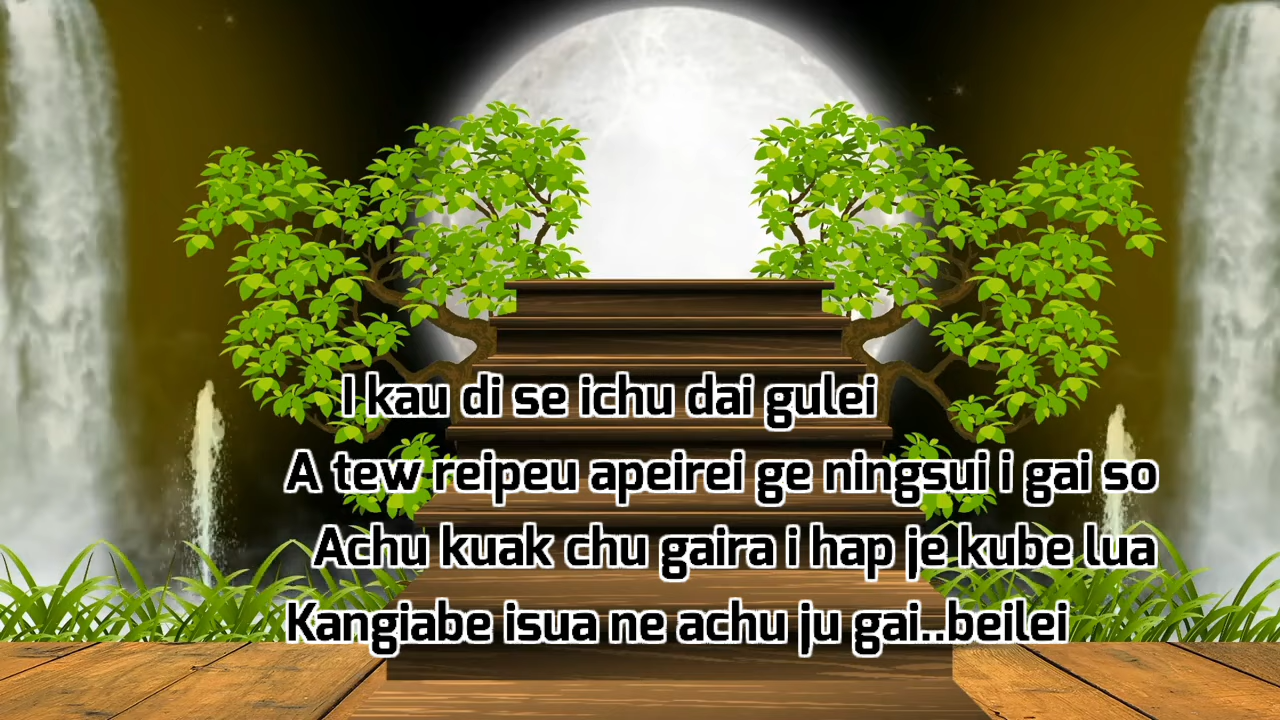 I kau di se ichu dai gulei
A tew reipeu apeirei ge ningsui i gai so
Achu kuak chu gaira i hap je kube lua
Kangiabe isua ne achu ju gai..beilei